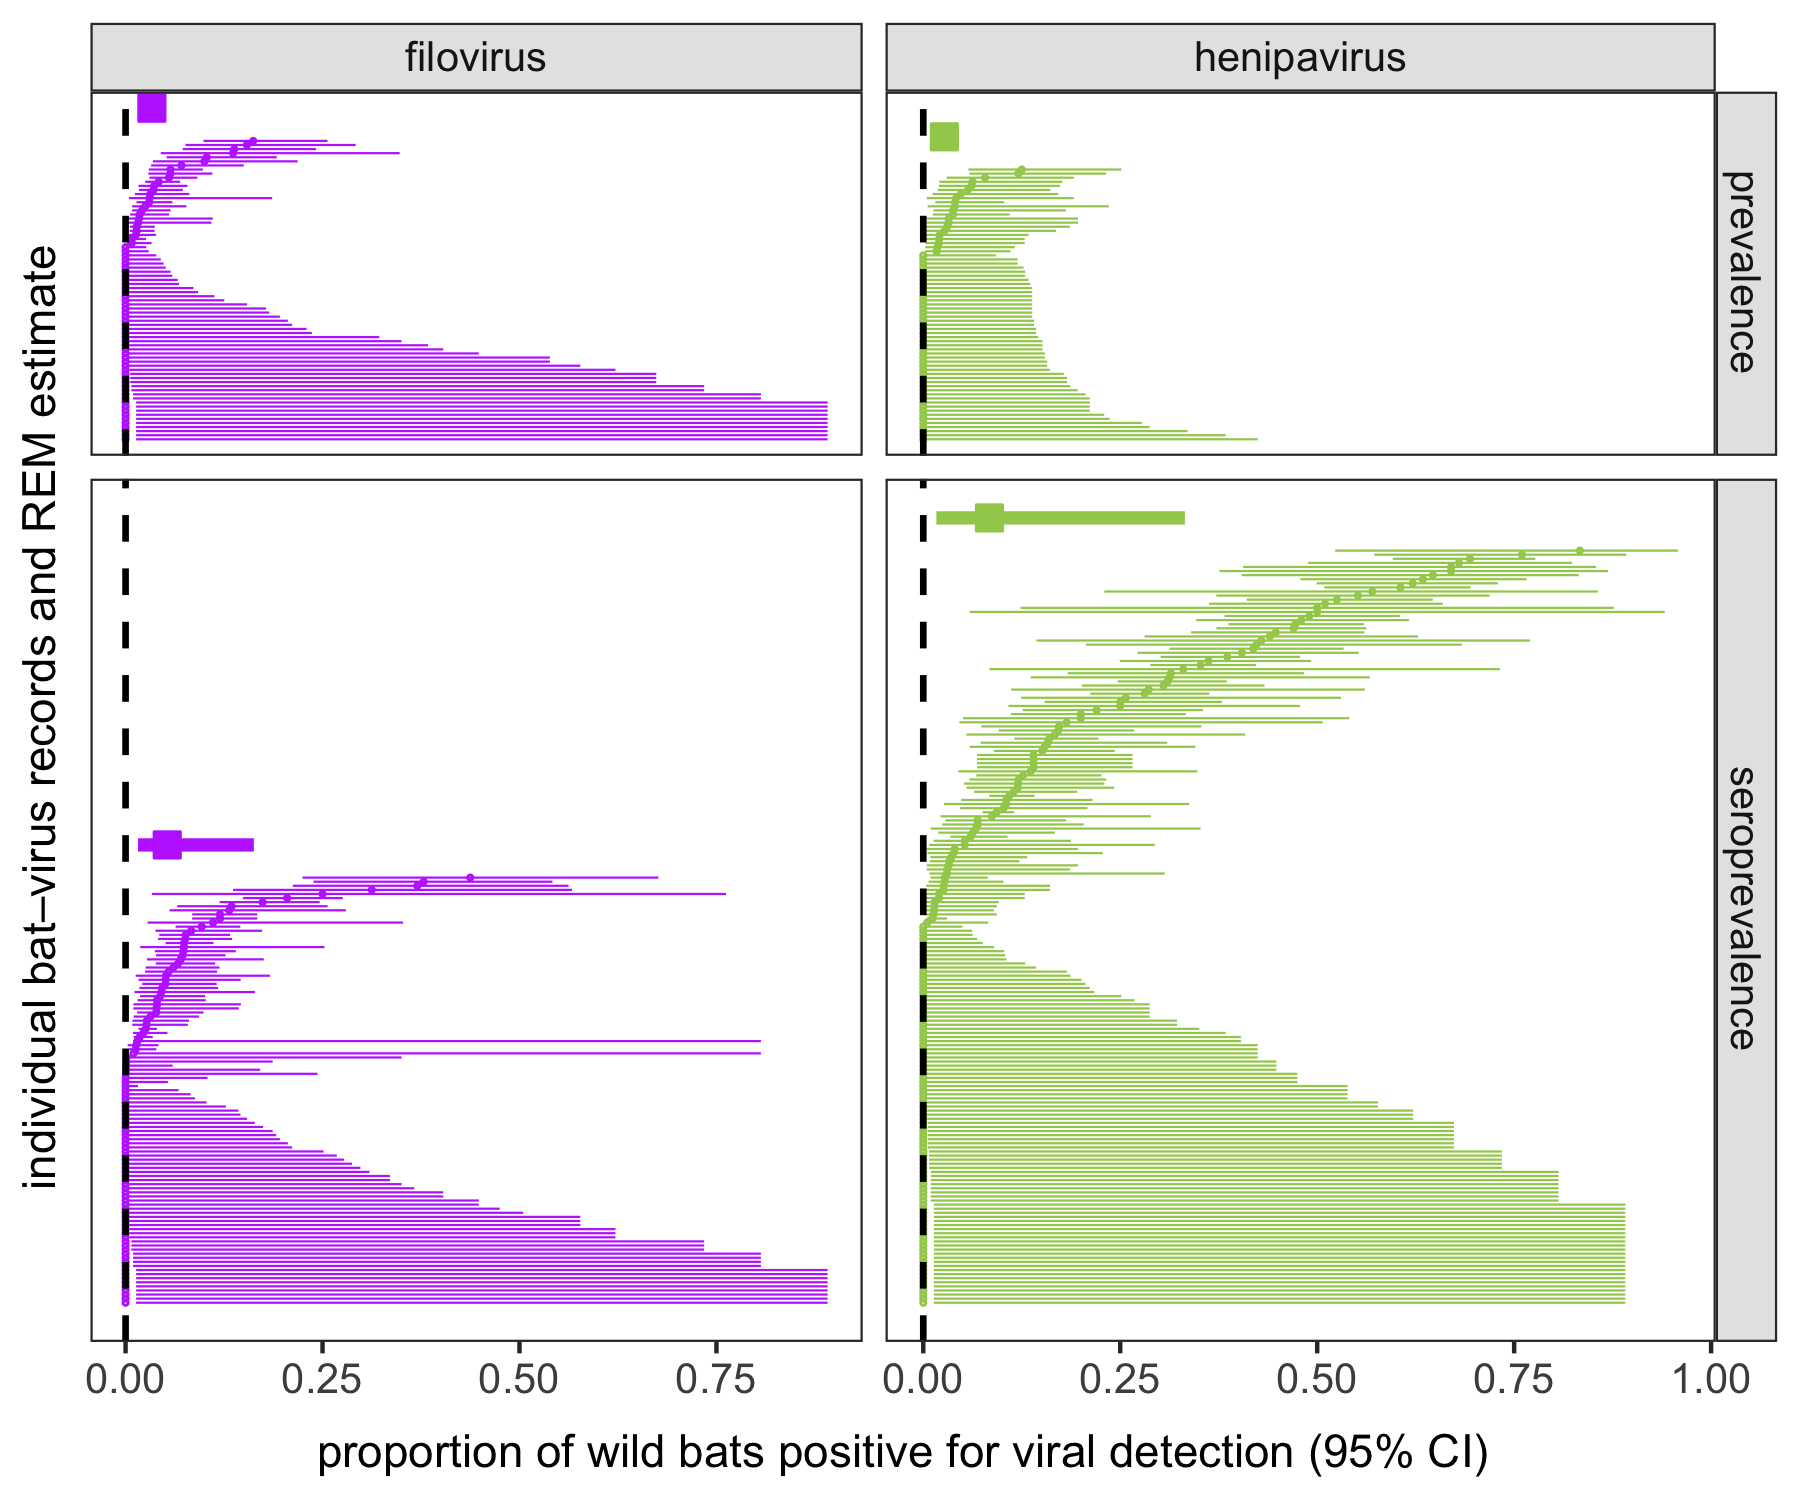 filovirus
henipavirus
prevalence
seroprevalence
individual bat−virus records and REM estimate
0.00 0.25 0.50 0.75
0.00 0.25 0.50 0.75 1.00
proportion of wild bats positive for viral detection (95% CI)